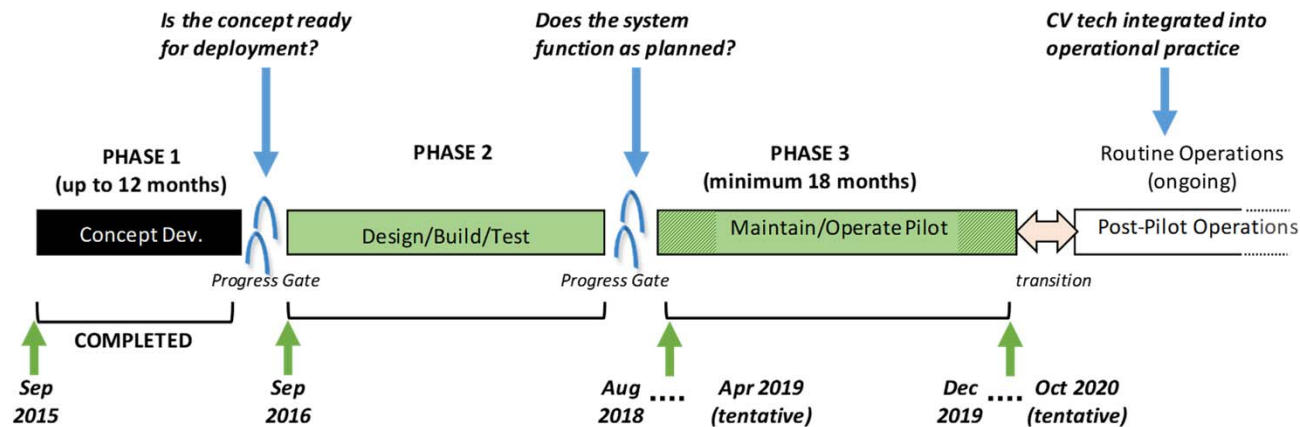 Is the concept ready
for deployment?
Does the system
function as planned?
CV tech integrated into
operational practice
PHASE 1
(up to 12 months)
PHASE 2
PHASE 3
(minimum 18 months)
Routine Operations
(ongoing)
Concept Dev.
Design/Build/Test
Maintain/Operate Pilot
Post-Pilot Operations
Progress Gate
Progress Gate
transition
COMPLETED
Sep
2015
Sep
2016
Aug ....
2018
Apr 2019
(tentative)
Dec ....
2019
Oct 2020
(tentative)